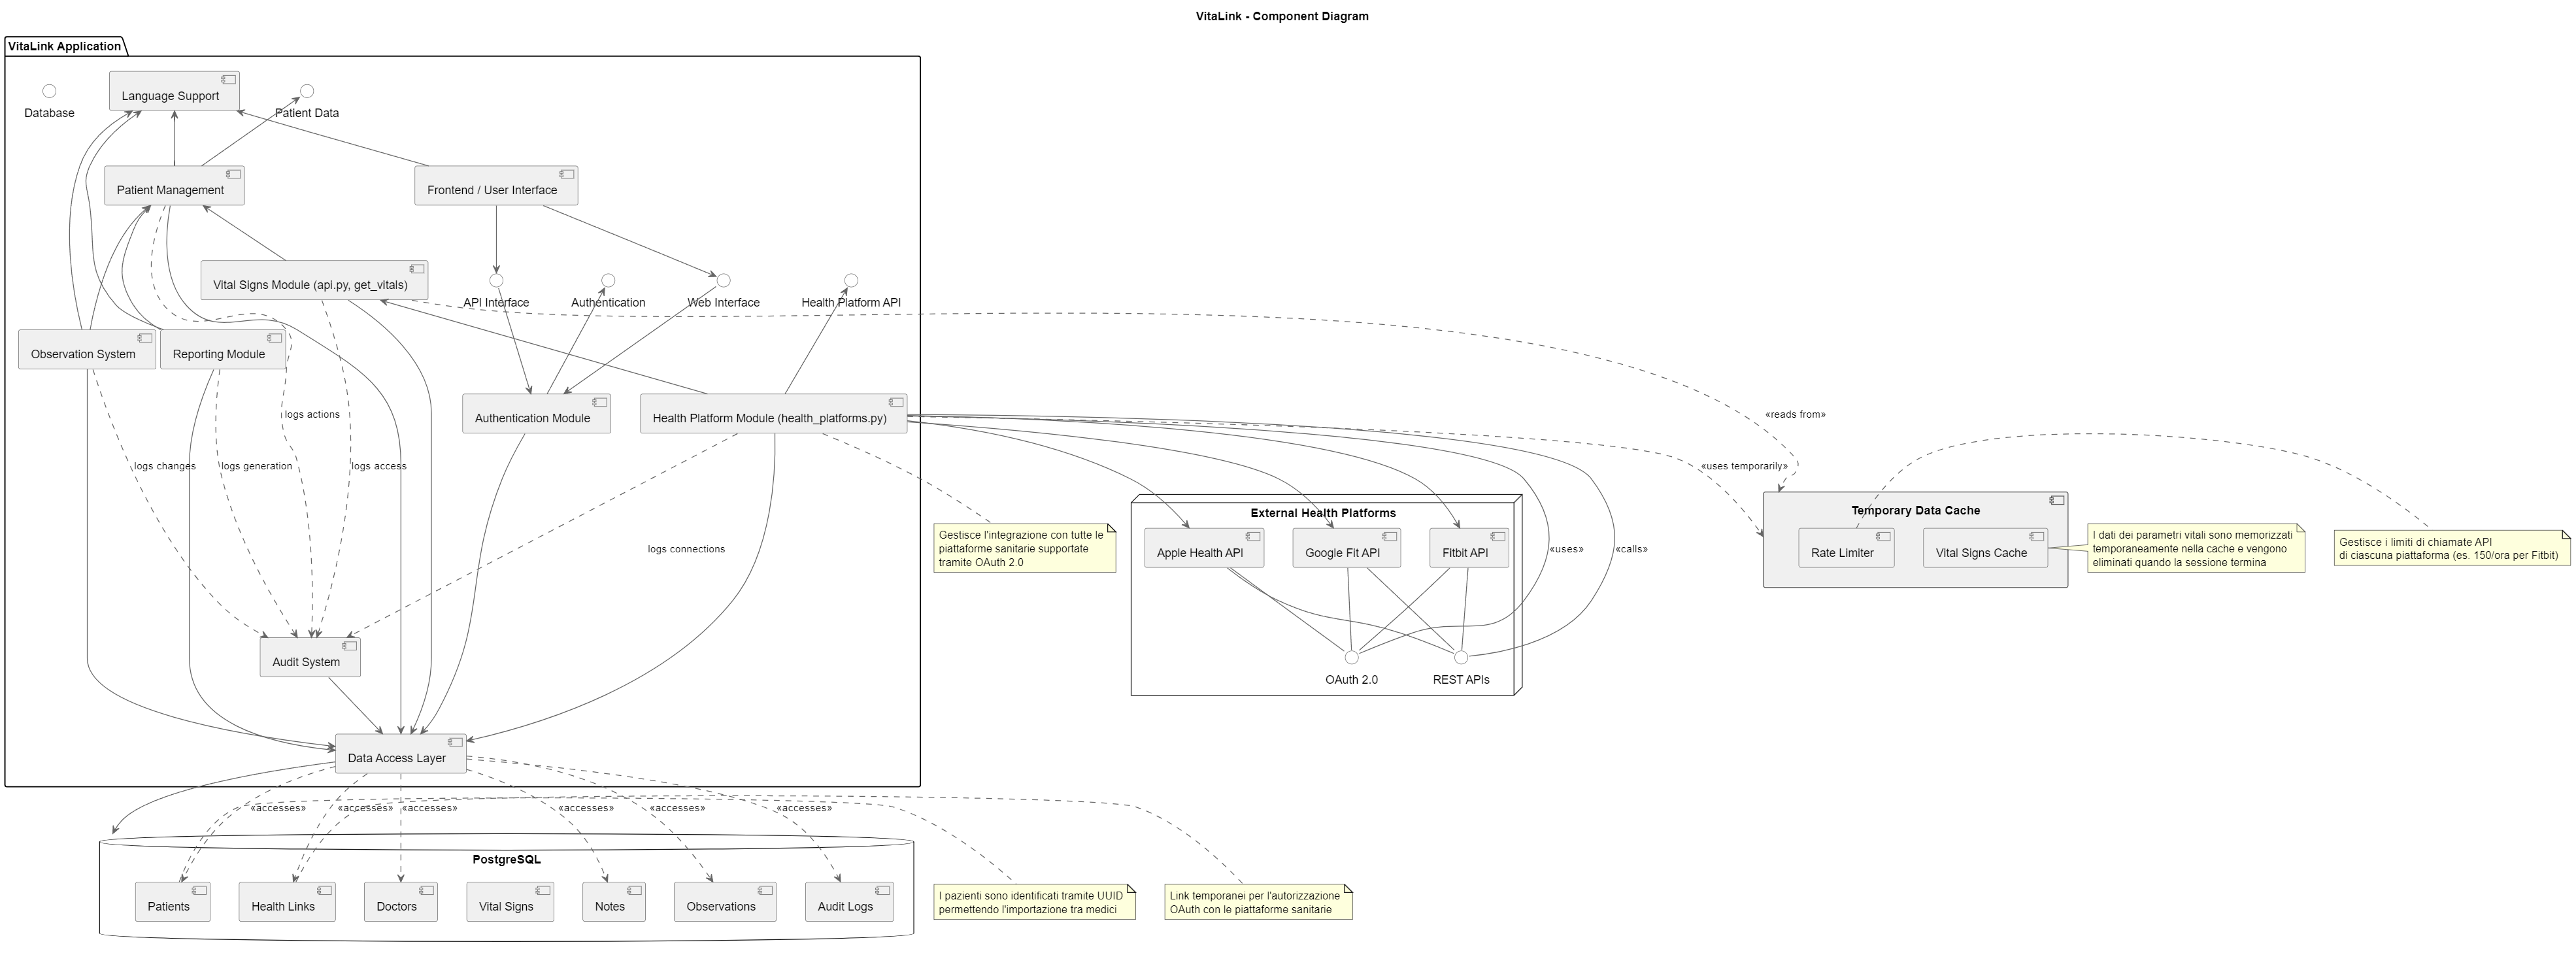 VitaLink - Component Diagram
VitaLink Application
Database
Language Support
Patient Data
Patient Management
Frontend / User Interface
Vital Signs Module (api.py, get_vitals)
API Interface
Authentication
Web Interface
Health Platform API
Observation System
Reporting Module
Authentication Module
Health Platform Module (health_platforms.py)
logs actions
«reads from»
logs changes
logs generation
logs access
«uses temporarily»
logs connections
Gestisce l'integrazione con tutte le
piattaforme sanitarie supportate
tramite OAuth 2.0
External Health Platforms
Apple Health API
Google Fit API
Fitbit API
«uses»
«calls»
OAuth 2.0
REST APIs
Temporary Data Cache
Rate Limiter
Vital Signs Cache
I dati dei parametri vitali sono memorizzati
temporaneamente nella cache e vengono
eliminati quando la sessione termina
Gestisce i limiti di chiamate API
di ciascuna piattaforma (es. 150/ora per Fitbit)
Audit System
Data Access Layer
«accesses»
«accesses»
«accesses»
«accesses»
«accesses»
«accesses»
PostgreSQL
Patients
Health Links
Doctors
Vital Signs
Notes
Observations
Audit Logs
I pazienti sono identificati tramite UUID
permettendo l'importazione tra medici
Link temporanei per l'autorizzazione
OAuth con le piattaforme sanitarie